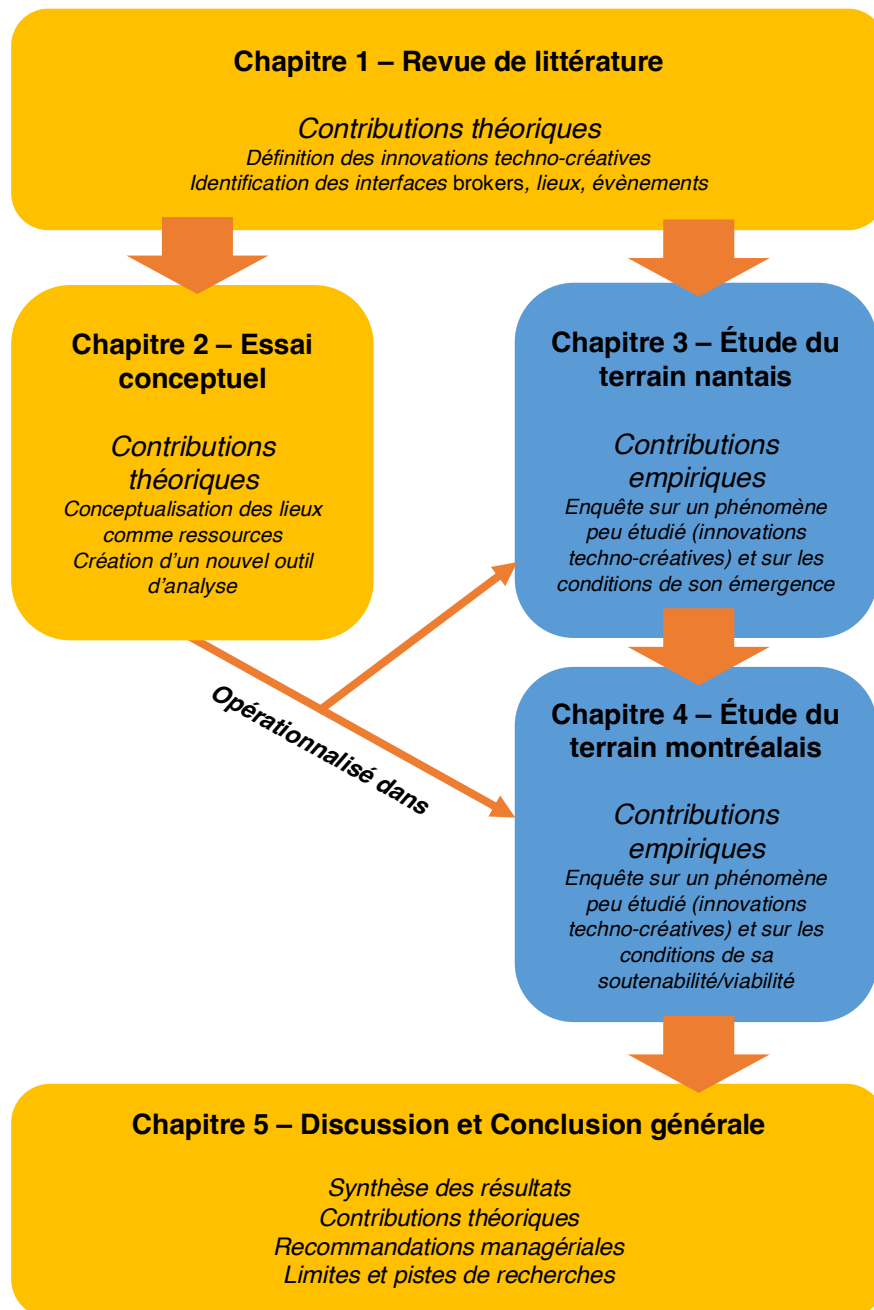 Chapitre 1 – Revue de littérature
Contributions théoriques
Définition des innovations techno-créatives
Identification des interfaces brokers, lieux, évènements
Chapitre 2 – Essai
conceptuel
Contributions
théoriques
Conceptualisation des lieux
comme ressources
Création d'un nouvel outil
d'analyse
Chapitre 3 – Étude du
terrain nantais
Contributions
empiriques
Enquête sur un phénomène
peu étudié (innovations
techno-créatives) et sur les
conditions de son émergence
Opérationnalisé dans
Chapitre 4 – Étude du
terrain montréalais
Contributions
empiriques
Enquête sur un phénomène
peu étudié (innovations
techno-créatives) et sur les
conditions de sa
soutenabilité/viabilité
Chapitre 5 – Discussion et Conclusion générale
Synthèse des résultats
Contributions théoriques
Recommandations managériales
Limites et pistes de recherches